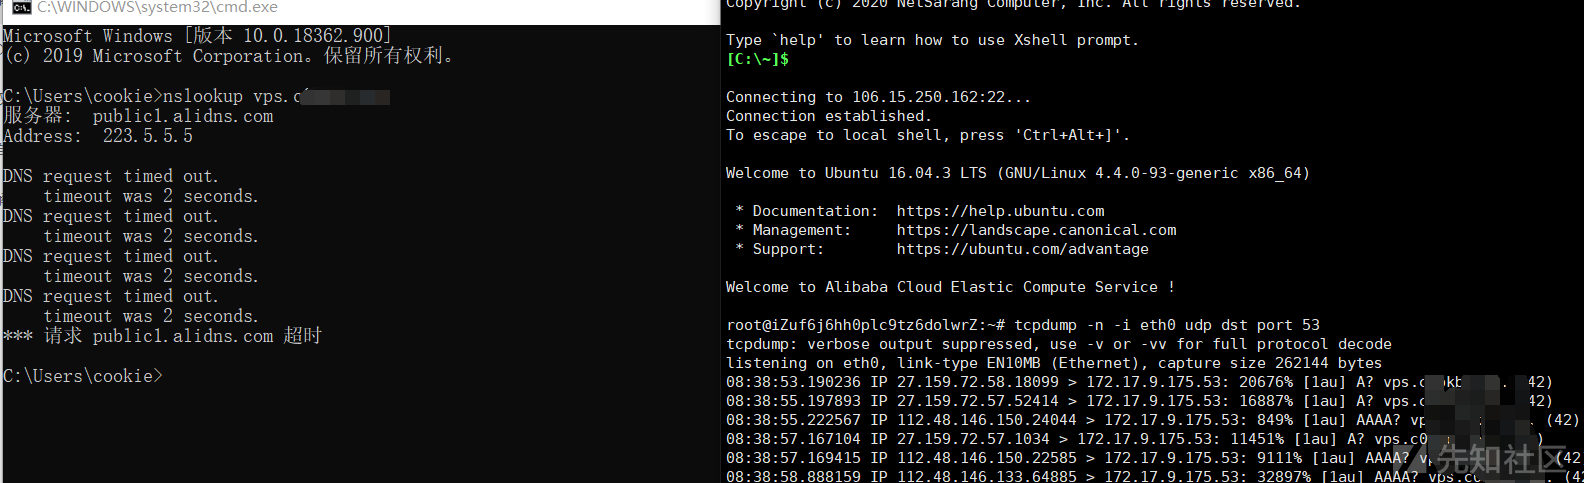 C:\WINDOWS\system32\cmd.exe
Microsoft Windows [版本 10.0.18362.900]
(c) 2019 Microsoft Corporation。保留所有权利。
C:\Users\cookie>nslookup vps.c
服务器:  public1.alidns.com
Address:  223.5.5.5
DNS request timed out.
    timeout was 2 seconds.
DNS request timed out.
    timeout was 2 seconds.
DNS request timed out.
    timeout was 2 seconds.
DNS request timed out.
    timeout was 2 seconds.
*** 请求 public1.alidns.com 超时
C:\Users\cookie>
Copyright (c) 2020 NetSarang Computer, Inc. All rights reserved.
Type `help' to learn how to use Xshell prompt.
[C:\~]$
Connecting to 106.15.250.162:22...
Connection established.
To escape to local shell, press 'Ctrl+Alt+]'.
Welcome to Ubuntu 16.04.3 LTS (GNU/Linux 4.4.0-93-generic x86_64)
 * Documentation:  https://help.ubuntu.com
 * Management:     https://landscape.canonical.com
 * Support:        https://ubuntu.com/advantage
Welcome to Alibaba Cloud Elastic Compute Service !
root@iZuf6j6hh0plc9tz6dolwrZ:~# tcpdump -n -i eth0 udp dst port 53
tcpdump: verbose output suppressed, use -v or -vv for full protocol decode
listening on eth0, link-type EN10MB (Ethernet), capture size 262144 bytes
08:38:53.190236 IP 27.159.72.58.18099 > 172.17.9.175.53: 20676% [1au] A? vps.c 42)
08:38:55.197893 IP 27.159.72.57.52414 > 172.17.9.175.53: 16887% [1au] A? vps.c 42)
08:38:55.222567 IP 112.48.146.150.24044 > 172.17.9.175.53: 849% [1au] AAAA? vps (42)
08:38:57.167104 IP 27.159.72.57.1034 > 172.17.9.175.53: 11451% [1au] A? vps.c0 )
08:38:57.169415 IP 112.48.146.150.22585 > 172.17.9.175.53: 9111% [1au] AAAA? vp (42
08:38:58.888159 IP 112.48.146.133.64885 > 172.17.9.175.53: 32897% [1au] AAAA? vps.c (42
先知社区